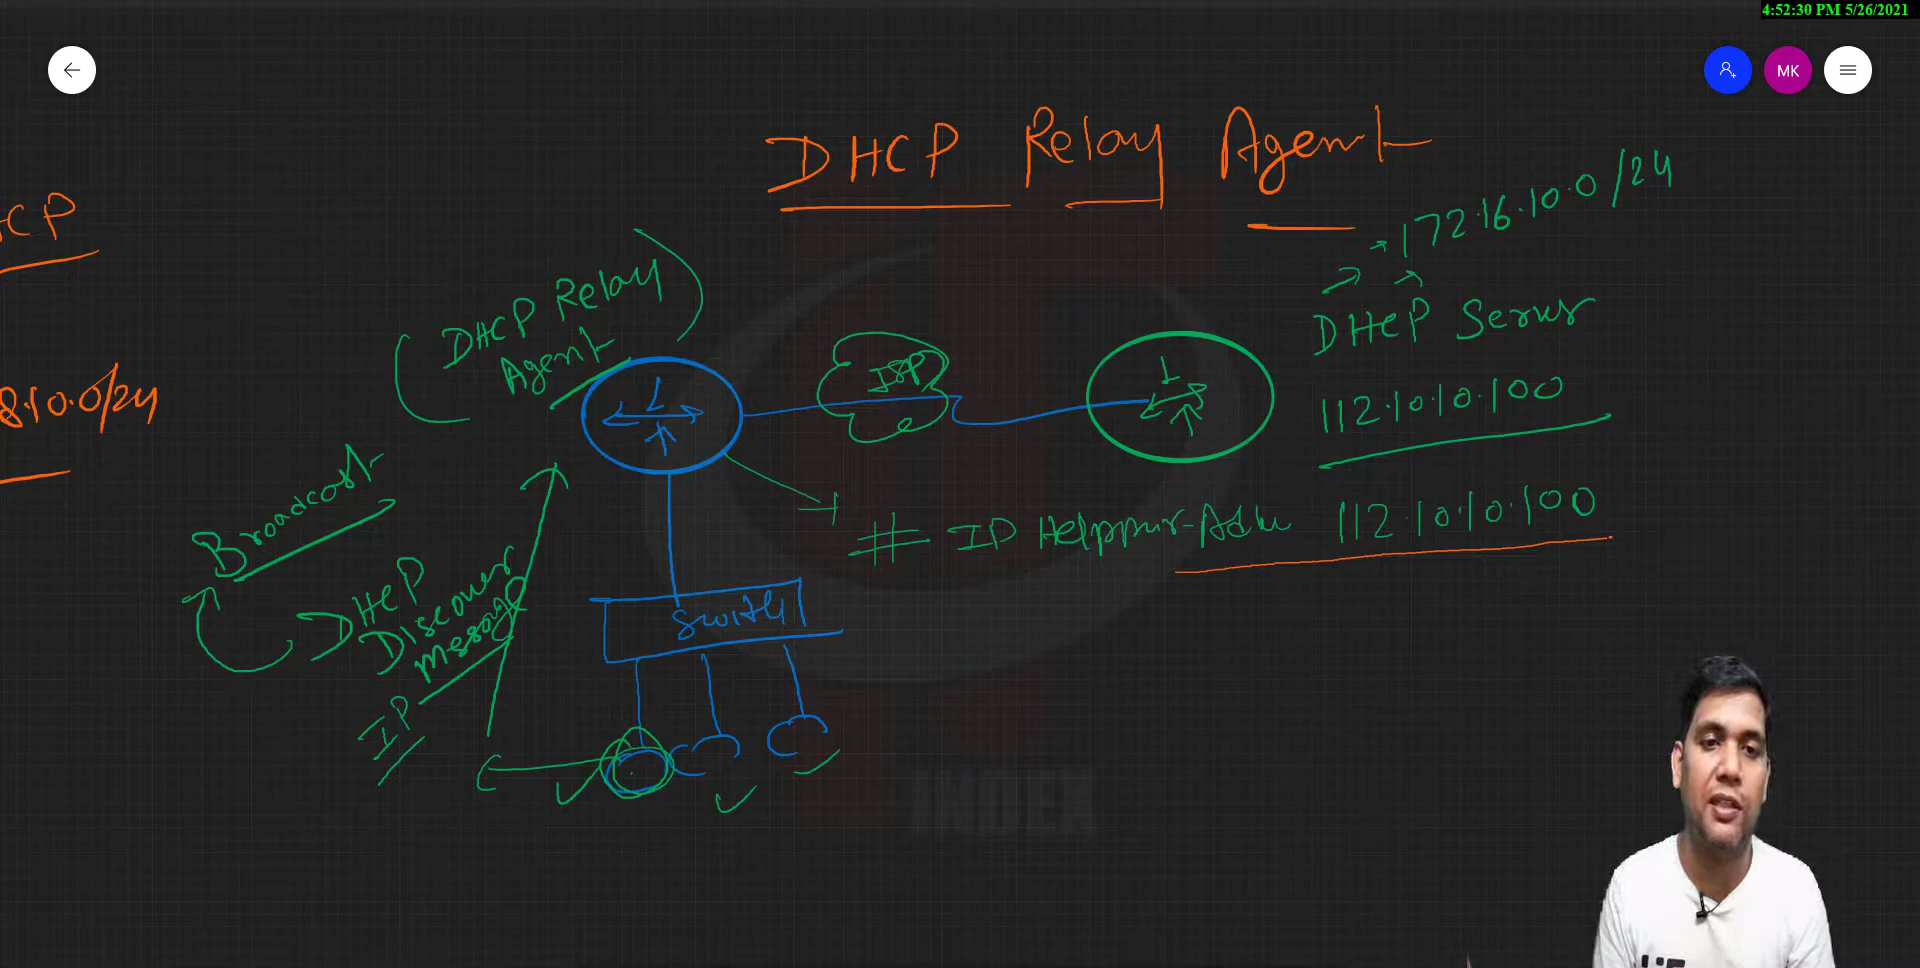 4:52:30 PM 5/26/2021
MK
DHCP Relay Agent
CP
172.16.10.0/24
DHCP Relay
Agent
ISP
DHCP Server
112.10.10.100
8.10.0/24
Broadcast
# IP Helppur-Addr 112.10.10.100
DHCP
Discover
message
IP
Switch
INDIA